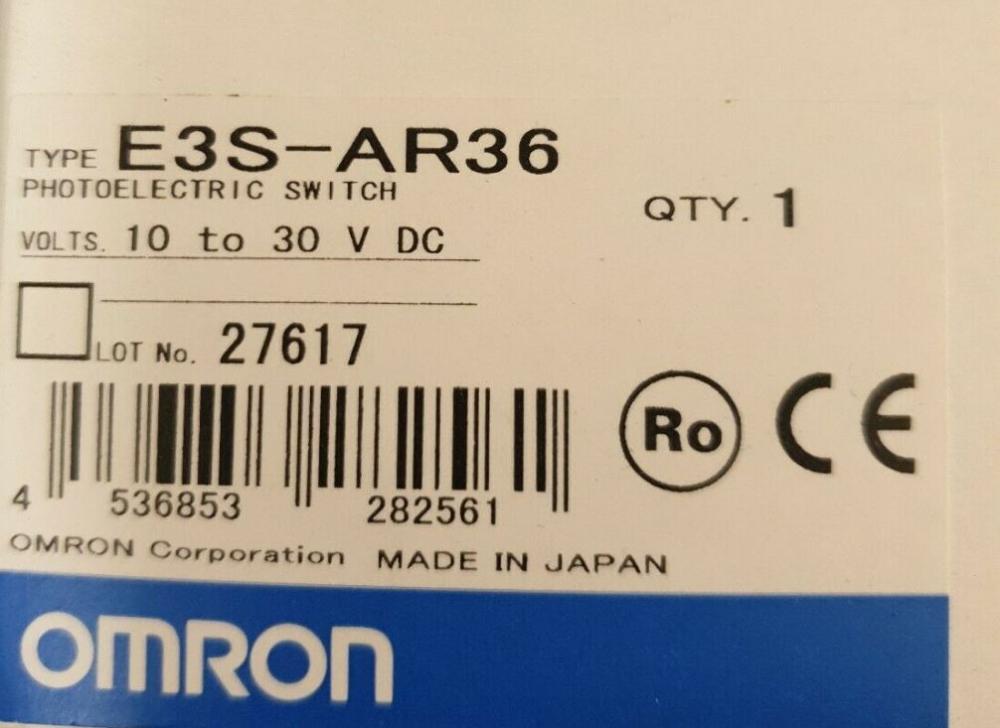 TYPE E3S-AR36
PHOTOELECTRIC SWITCH
QTY. 1
VOLTS. 10 to 30 V DC
LOT No. 27617
Ro CE
4 536853 282561
OMRON Corporation MADE IN JAPAN
OMRON